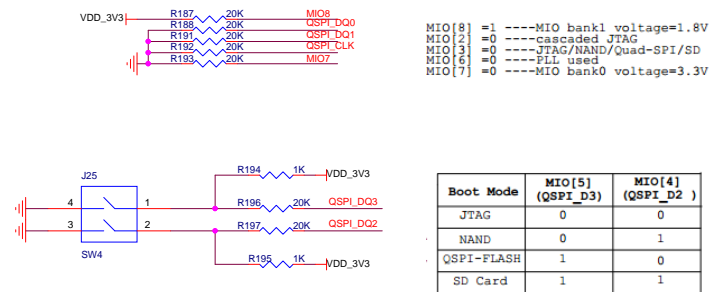 VDD_3V3 R187 20K MIO8
R188 20K QSPI_DQ0
R191 20K QSPI_DQ1
R192 20K QSPI_CLK
R193 20K MIO7
MIO[8] =1 ----MIO bank1 voltage=1.8V
MIO[2] =0 ----cascaded JTAG
MIO[3] =0 ----JTAG/NAND/Quad-SPI/SD
MIO[6] =0 ----PLL used
MIO[7] =0 ----MIO bank0 voltage=3.3V
R194 1K VDD_3V3
J25
4 1 R196 20K QSPI_DQ3
3 2 R197 20K QSPI_DQ2
SW4
R195 1K VDD_3V3
Boot Mode MIO[5] (QSPI_D3) MIO[4] (QSPI_D2 )
JTAG 0 0
NAND 0 1
QSPI-FLASH 1 0
SD Card 1 1